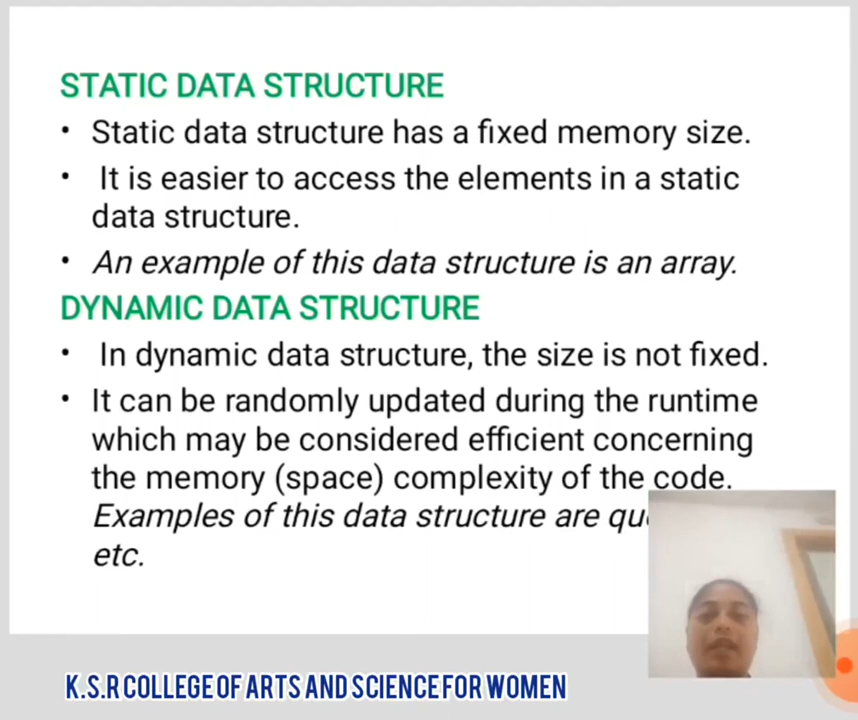 STATIC DATA STRUCTURE
• Static data structure has a fixed memory size.
• It is easier to access the elements in a static
data structure.
• An example of this data structure is an array.
DYNAMIC DATA STRUCTURE
• In dynamic data structure, the size is not fixed.
• It can be randomly updated during the runtime
which may be considered efficient concerning
the memory (space) complexity of the code.
Examples of this data structure are
etc.
K.S.R COLLEGE OF ARTS AND SCIENCE FOR WOMEN